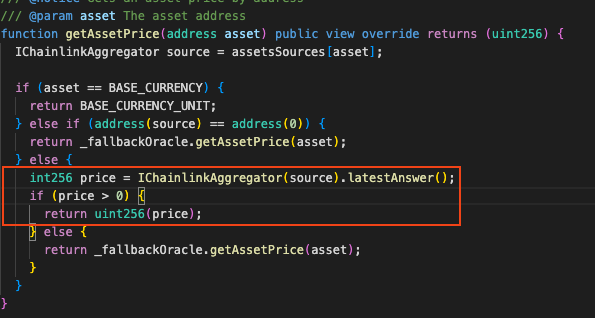 /// @notice Gets an asset price by address
/// @param asset The asset address
function getAssetPrice(address asset) public view override returns (uint256) {
IChainlinkAggregator source = assetsSources[asset];
if (asset == BASE_CURRENCY) {
return BASE_CURRENCY_UNIT;
} else if (address(source) == address(0)) {
return _fallbackOracle.getAssetPrice(asset);
} else {
int256 price = IChainlinkAggregator(source).latestAnswer();
if (price > 0) {
return uint256(price);
} else {
return _fallbackOracle.getAssetPrice(asset);
}
}
}